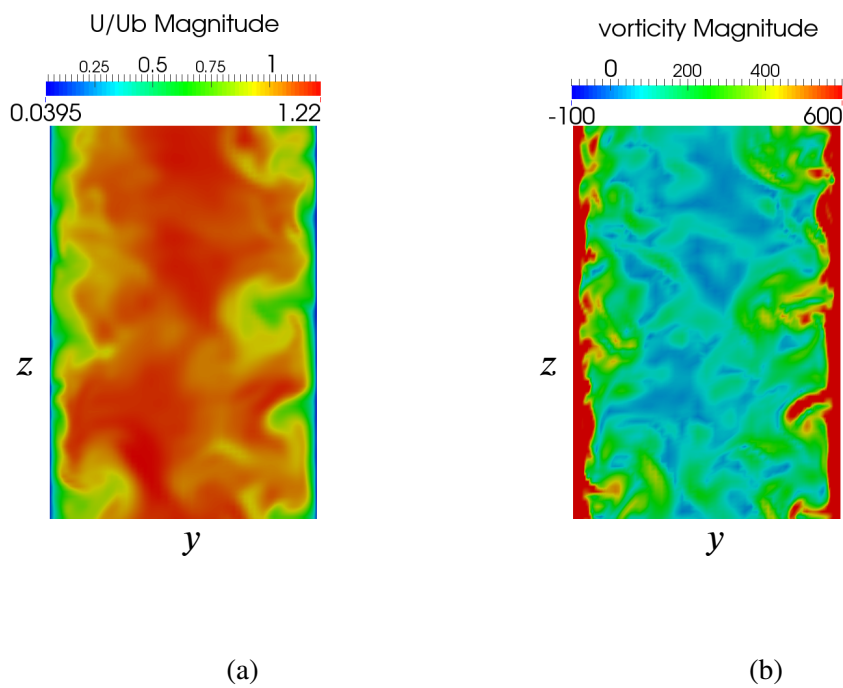 U/Ub Magnitude
0.25 0.5 0.75 1
0.0395 1.22
z
y
(a)
vorticity Magnitude
0 200 400
-100 600
z
y
(b)